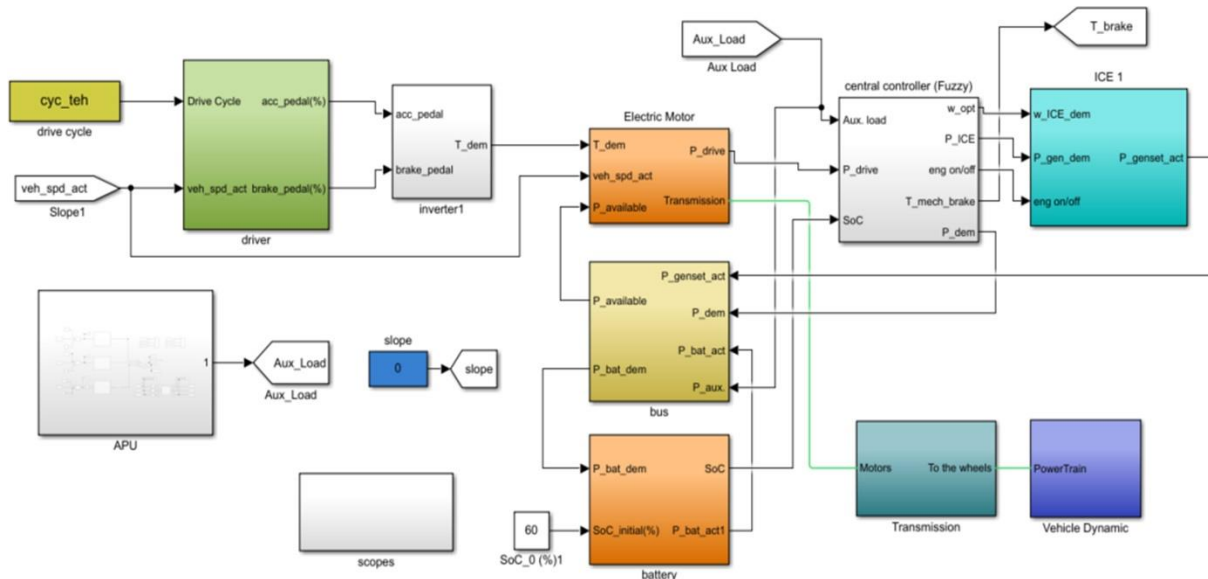 cyc_teh
drive cycle
veh_spd_act
Slope1
Drive Cycle
acc_pedal(%)
veh_spd_act
brake_pedal(%)
driver
acc_pedal
T_dem
brake_pedal
inverter1
Electric Motor
T_dem
P_drive
veh_spd_act
Transmission
P_available
Aux_Load
Aux Load
central controller (Fuzzy)
Aux. load
w_opt
P_ICE
P_drive
eng on/off
T_mech_brake
SoC
P_dem
T_brake
ICE 1
w_ICE_dem
P_gen_dem
P_genset_act
eng on/off
P_genset_act
P_available
P_dem
P_bat_act
P_bat_dem
P_aux.
bus
1
APU
Aux_Load
Aux_Load
slope
0
slope
scopes
P_bat_dem
SoC
60
SoC_0 (%)1
SoC_initial(%)
P_bat_act1
battery
Motors
To the wheels
Transmission
PowerTrain
Vehicle Dynamic